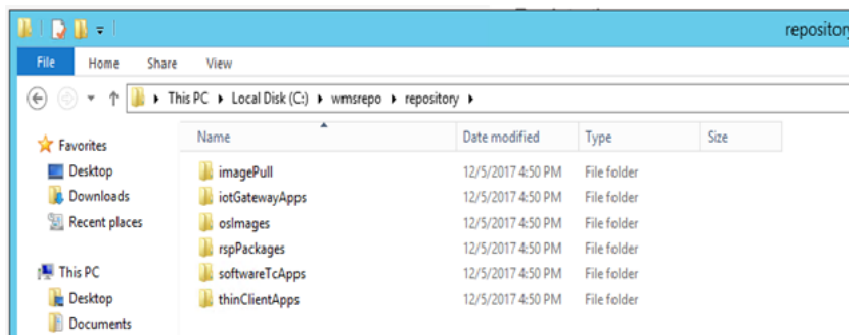 repository
File Home Share View
This PC Local Disk (C:) wmsrepo repository
Name Date modified Type Size
Favorites
Desktop
Downloads
Recent places
This PC
Desktop
Documents
imagePull 12/5/2017 4:50 PM File folder
iotGatewayApps 12/5/2017 4:50 PM File folder
osImages 12/5/2017 4:50 PM File folder
rspPackages 12/5/2017 4:50 PM File folder
softwareTcApps 12/5/2017 4:50 PM File folder
thinClientApps 12/5/2017 4:50 PM File folder